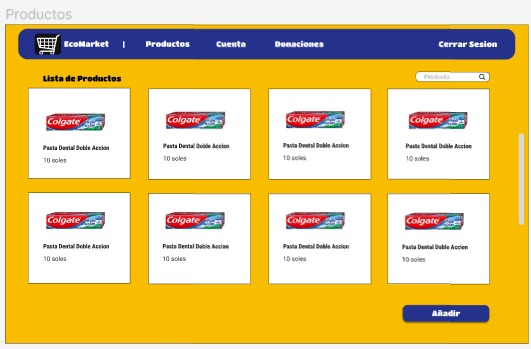 Productos
EcoMarket | Productos Cuenta Donaciones Cerrar Sesion
Lista de Productos
Producto
Colgate Colgate Colgate Colgate
Pasta Dental Doble Accion Pasta Dental Doble Accion Pasta Dental Doble Accion Pasta Dental Doble Accion
10 soles 10 soles 10 soles 10 soles
Colgate Colgate Colgate Colgate
Pasta Dental Doble Accion Pasta Dental Doble Accion Pasta Dental Doble Accion Pasta Dental Doble Accion
10 soles 10 soles 10 soles 10 soles
Añadir